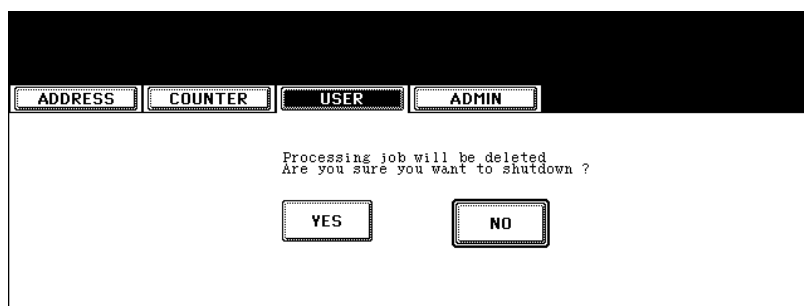 ADDRESS COUNTER USER ADMIN
Processing job will be deleted
Are you sure you want to shutdown ?
YES NO